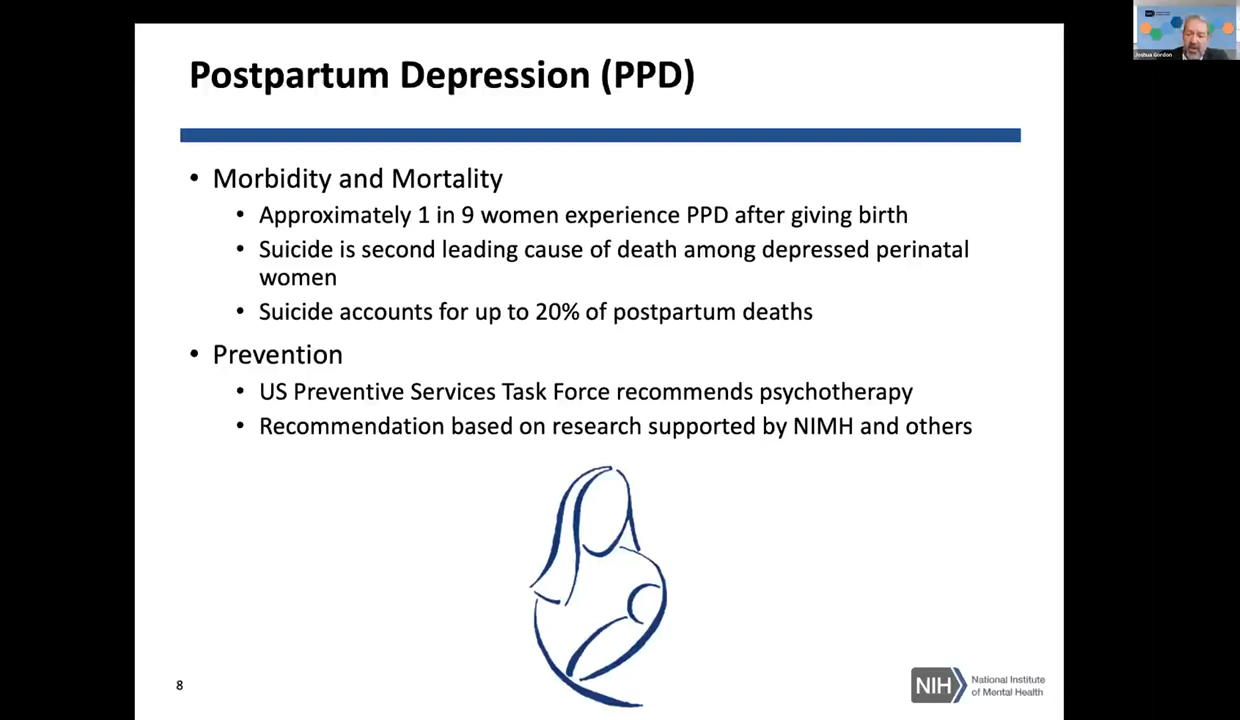 Postpartum Depression (PPD)
• Morbidity and Mortality
• Approximately 1 in 9 women experience PPD after giving birth
• Suicide is second leading cause of death among depressed perinatal
women
• Suicide accounts for up to 20% of postpartum deaths
• Prevention
• US Preventive Services Task Force recommends psychotherapy
• Recommendation based on research supported by NIMH and others
8
NIH National Institute
of Mental Health
Joshua Gordon